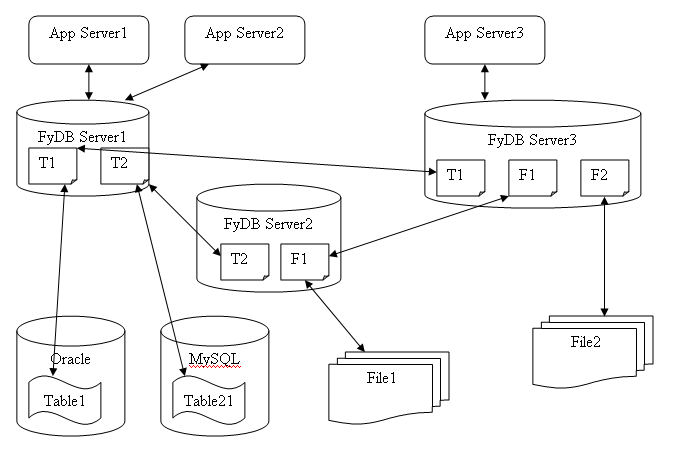 App Server1
App Server2
App Server3
FyDB Server1
FyDB Server3
T1
T2
T1
F1
F2
FyDB Server2
T2
F1
Oracle
MySQL
File2
File1
Table1
Table21